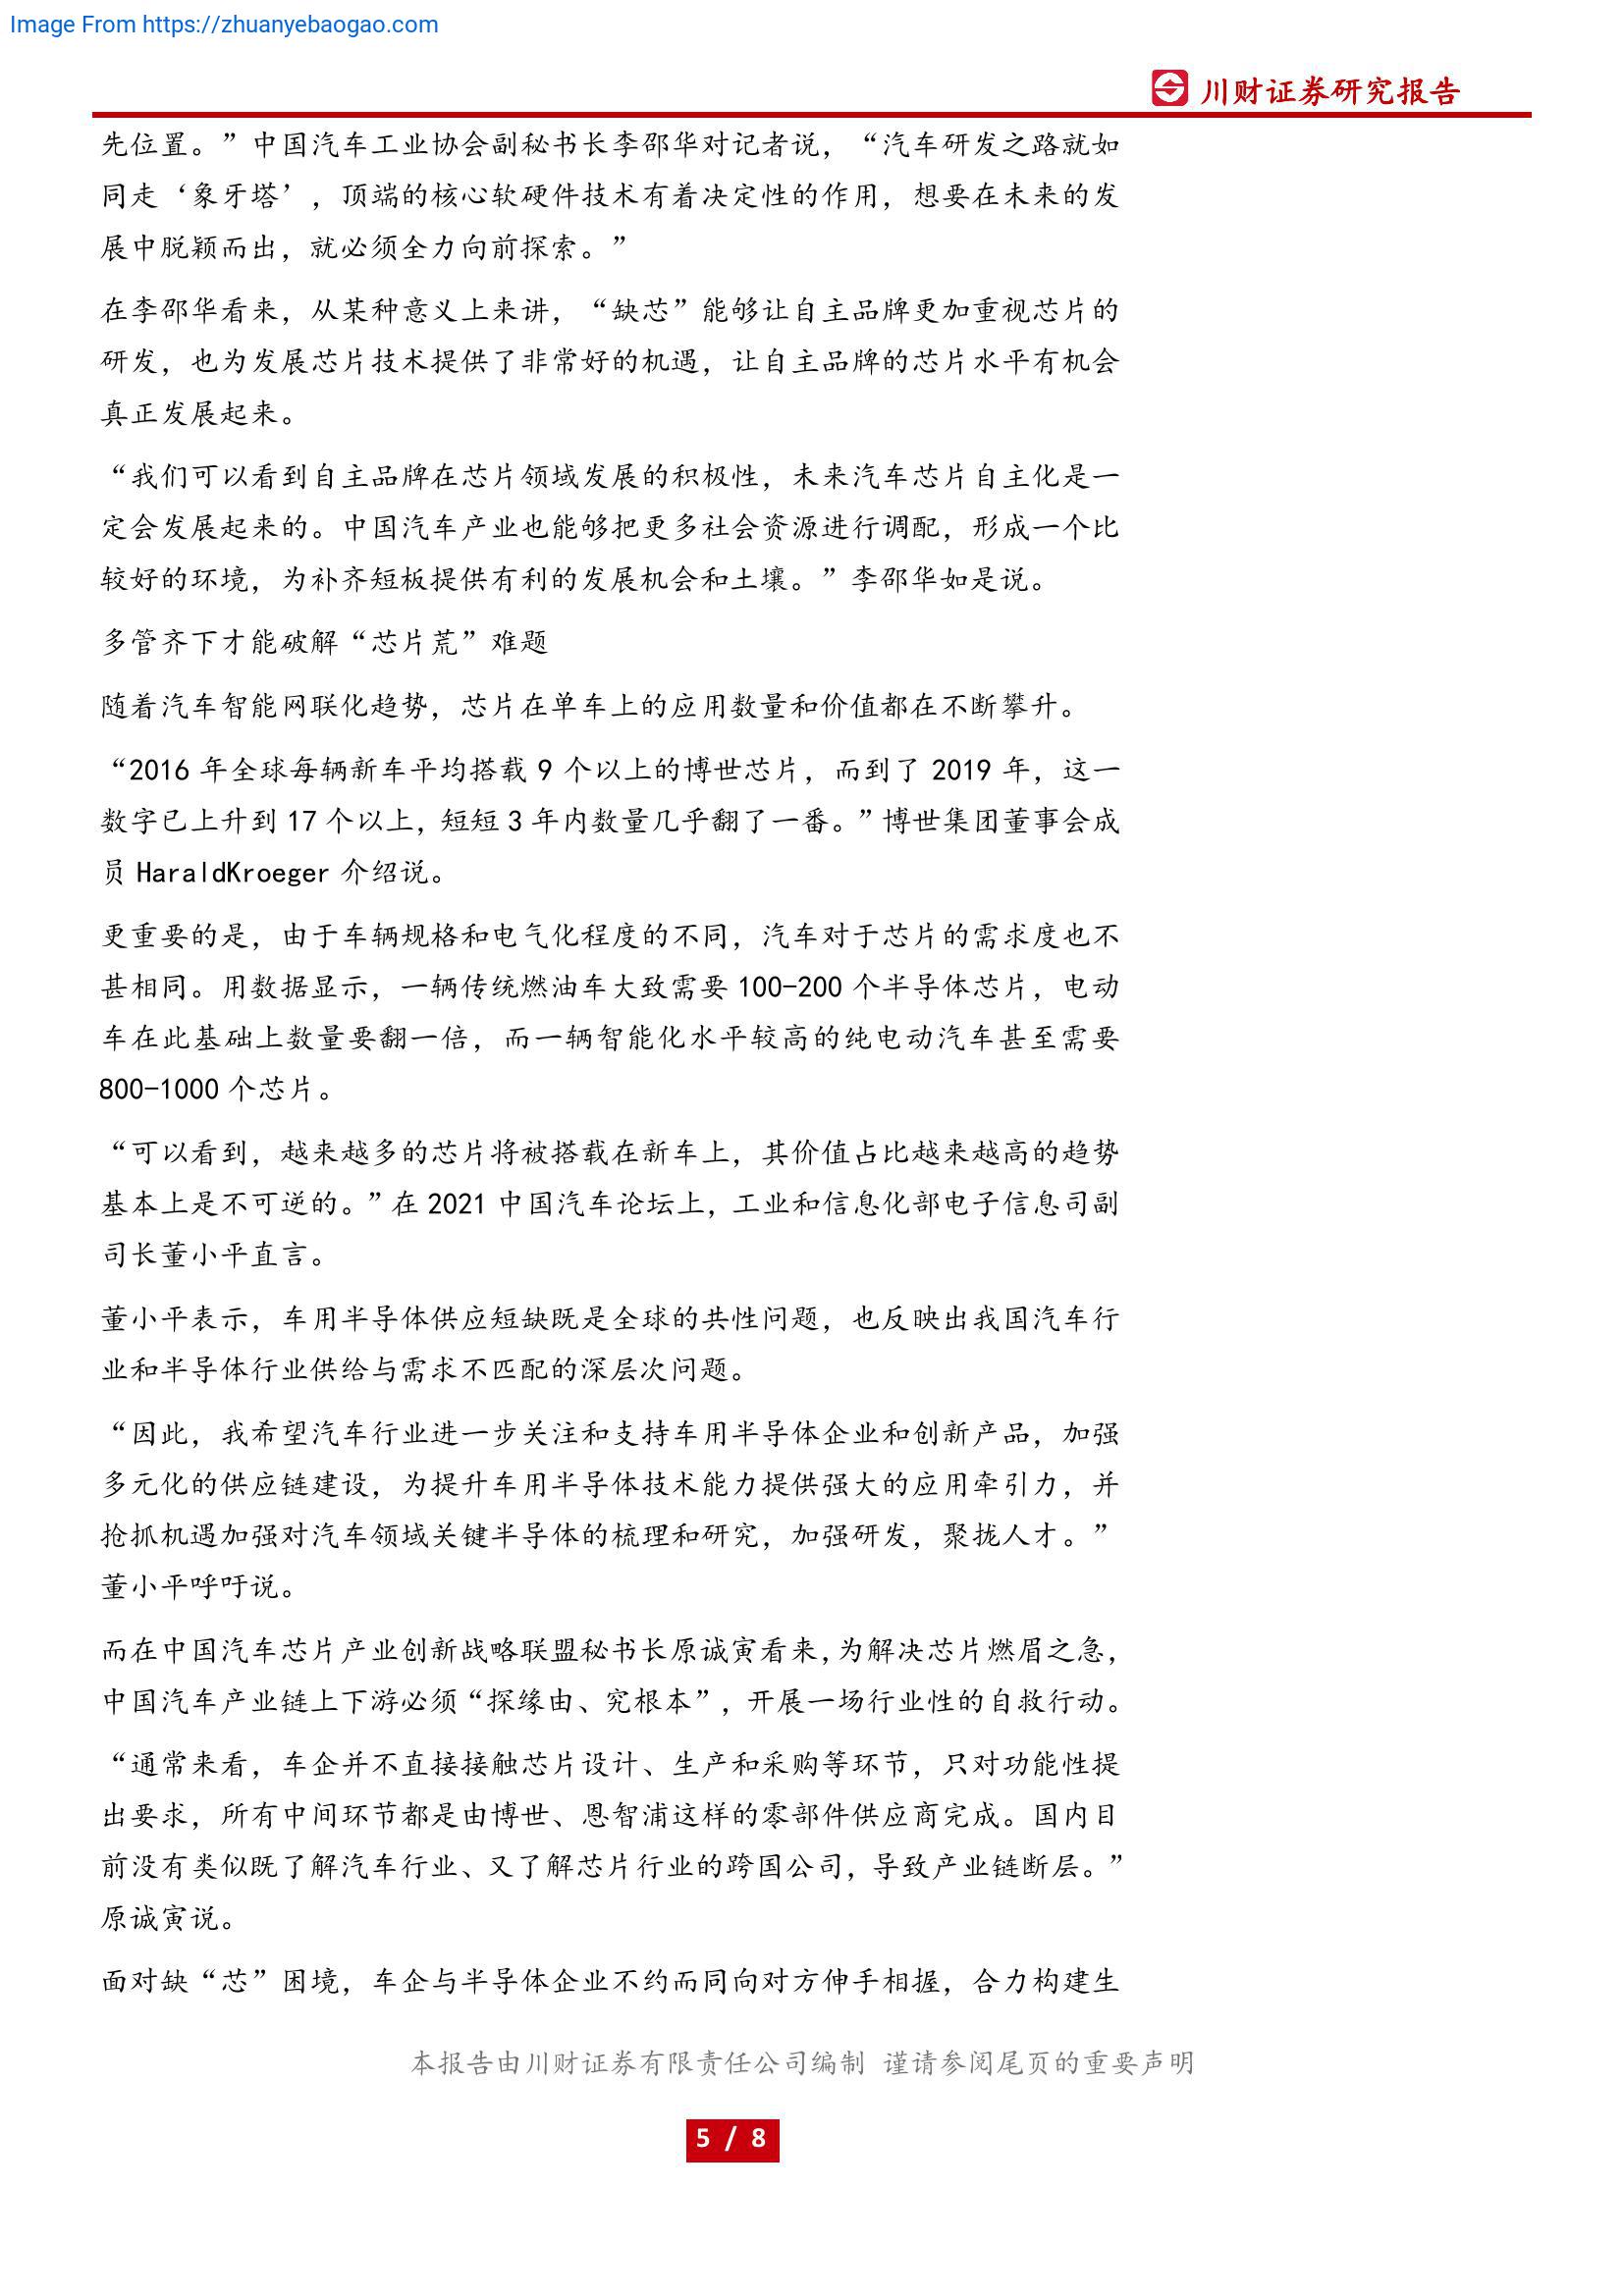 Image From https://zhuanyebaogao.com
川财证券研究报告
先位置。”中国汽车工业协会副秘书长李邵华对记者说，“汽车研发之路就如
同走‘象牙塔’，顶端的核心软硬件技术有着决定性的作用，想要在未来的发
展中脱颖而出，就必须全力向前探索。”
在李邵华看来，从某种意义上来讲，“缺芯”能够让自主品牌更加重视芯片的
研发，也为发展芯片技术提供了非常好的机遇，让自主品牌的芯片水平有机会
真正发展起来。
“我们可以看到自主品牌在芯片领域发展的积极性，未来汽车芯片自主化是一
定会发展起来的。中国汽车产业也能够把更多社会资源进行调配，形成一个比
较好的环境，为补齐短板提供有利的发展机会和土壤。”李邵华如是说。
多管齐下才能破解“芯片荒”难题
随着汽车智能网联化趋势，芯片在单车上的应用数量和价值都在不断攀升。
“2016 年全球每辆新车平均搭载 9 个以上的博世芯片，而到了 2019 年，这一
数字已上升到 17 个以上，短短 3 年内数量几乎翻了一番。”博世集团董事会成
员 HaraldKroeger 介绍说。
更重要的是，由于车辆规格和电气化程度的不同，汽车对于芯片的需求度也不
甚相同。用数据显示，一辆传统燃油车大致需要 100-200 个半导体芯片，电动
车在此基础上数量要翻一倍，而一辆智能化水平较高的纯电动汽车甚至需要
800-1000 个芯片。
“可以看到，越来越多的芯片将被搭载在新车上，其价值占比越来越高的趋势
基本上是不可逆的。”在 2021 中国汽车论坛上，工业和信息化部电子信息司副
司长董小平直言。
董小平表示，车用半导体供应短缺既是全球的共性问题，也反映出我国汽车行
业和半导体行业供给与需求不匹配的深层次问题。
“因此，我希望汽车行业进一步关注和支持车用半导体企业和创新产品，加强
多元化的供应链建设，为提升车用半导体技术能力提供强大的应用牵引力，并
抢抓机遇加强对汽车领域关键半导体的梳理和研究，加强研发，聚拢人才。”
董小平呼吁说。
而在中国汽车芯片产业创新战略联盟秘书长原诚寅看来，为解决芯片燃眉之急，
中国汽车产业链上下游必须“探缘由、究根本”，开展一场行业性的自救行动。
“通常来看，车企并不直接接触芯片设计、生产和采购等环节，只对功能性提
出要求，所有中间环节都是由博世、恩智浦这样的零部件供应商完成。国内目
前没有类似既了解汽车行业、又了解芯片行业的跨国公司，导致产业链断层。”
原诚寅说。
面对缺“芯”困境，车企与半导体企业不约而同向对方伸手相握，合力构建生
本报告由川财证券有限责任公司编制 谨请参阅尾页的重要声明
5 / 8